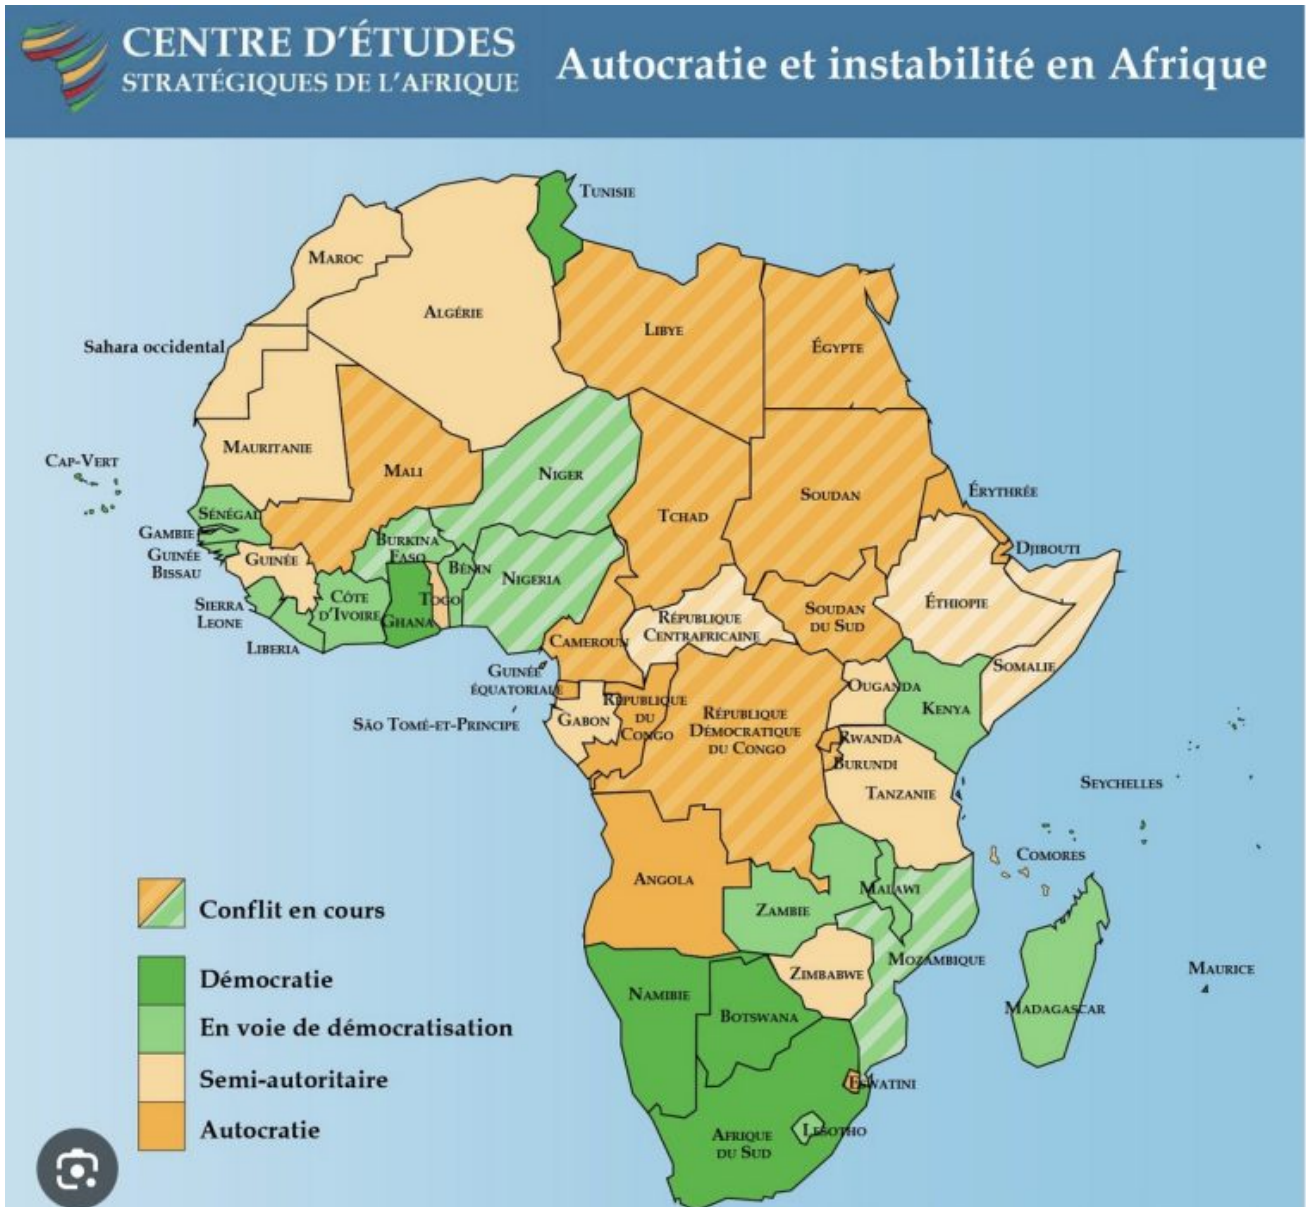 CENTRE D'ÉTUDES
STRATÉGIQUES DE L'AFRIQUE
Autocratie et instabilité en Afrique
TUNISIE
MAROC
ALGÉRIE
LIBYE
ÉGYPTE
Sahara occidental
MAURITANIE
CAP-VERT
MALI
NIGER
TCHAD
SOUDAN
ÉRYTHRÉE
SÉNÉGAL
GAMBIE
GUINÉE
BISSAU
GUINÉE
BURKINA
FASO
BÉNIN
NIGERIA
DJIBOUTI
SIERRA
LEONE
CÔTE
D'IVOIRE
GHANA
TOGO
LIBERIA
CAMEROUN
RÉPUBLIQUE
CENTRAFRICAINE
SOUDAN
DU SUD
ÉTHIOPIE
SOMALIE
GUINÉE
ÉQUATORIALE
SÃO TOMÉ-ET-PRINCIPE
GABON
RÉPUBLIQUE
DU
CONGO
RÉPUBLIQUE
DÉMOCRATIQUE
DU CONGO
OUGANDA
KENYA
RWANDA
BURUNDI
TANZANIE
SEYCHELLES
COMORES
ANGOLA
ZAMBIE
MALAWI
MOZAMBIQUE
ZIMBABWE
MADAGASCAR
MAURICE
NAMIBIE
BOTSWANA
ESWATINI
AFRIQUE
DU SUD
LESOTHO
Conflit en cours
Démocratie
En voie de démocratisation
Semi-autoritaire
Autocratie